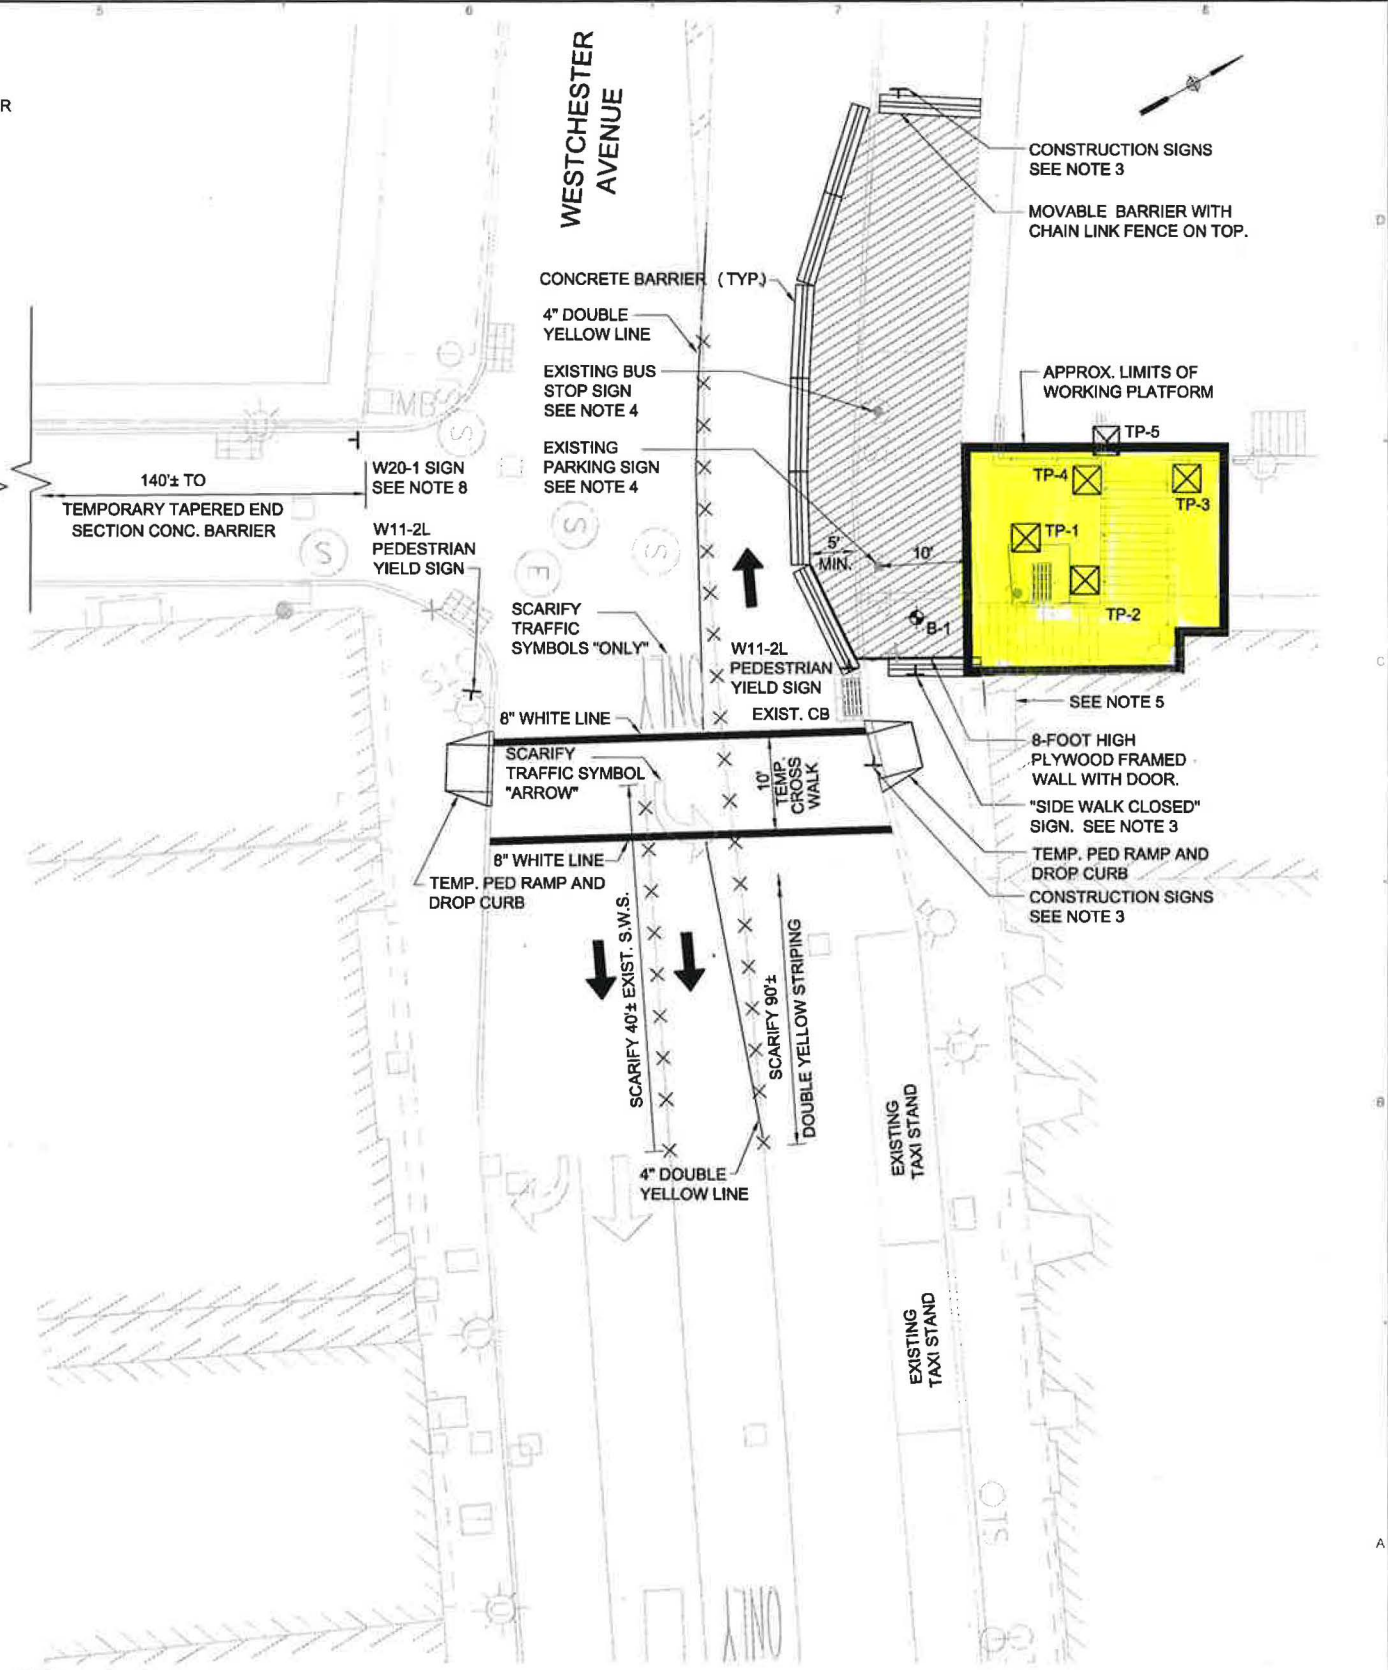 5
6
7
8
R
WESTCHESTER
AVENUE
CONSTRUCTION SIGNS
SEE NOTE 3
MOVABLE BARRIER WITH
CHAIN LINK FENCE ON TOP.
D
CONCRETE BARRIER (TYP.)
4" DOUBLE
YELLOW LINE
EXISTING BUS
STOP SIGN
SEE NOTE 4
EXISTING
PARKING SIGN
SEE NOTE 4
APPROX. LIMITS OF
WORKING PLATFORM
TP-5
TP-4
TP-3
TP-1
TP-2
MB
S
W20-1 SIGN
SEE NOTE 8
140'± TO
TEMPORARY TAPERED END
SECTION CONC. BARRIER
S
S
E
S
W11-2L
PEDESTRIAN
YIELD SIGN
5'
MIN.
10'
B-1
SCARIFY
TRAFFIC
SYMBOLS "ONLY"
ONLY
W11-2L
PEDESTRIAN
YIELD SIGN
EXIST. CB
C
SEE NOTE 5
8" WHITE LINE
8-FOOT HIGH
PLYWOOD FRAMED
WALL WITH DOOR.
SCARIFY
TRAFFIC SYMBOL
"ARROW"
10'
TEMP.
CROSS
WALK
"SIDE WALK CLOSED"
SIGN. SEE NOTE 3
8" WHITE LINE
TEMP. PED RAMP AND
DROP CURB
TEMP. PED RAMP AND
DROP CURB
CONSTRUCTION SIGNS
SEE NOTE 3
SCARIFY 40'± EXIST. S.W.S.
SCARIFY 90'±
DOUBLE YELLOW STRIPING
B
4" DOUBLE
YELLOW LINE
EXISTING
TAXI STAND
EXISTING
TAXI STAND
STO
A
ONLY